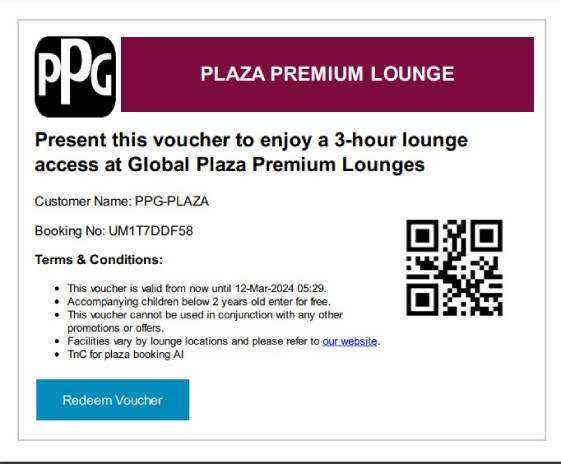 PPG
PLAZA PREMIUM LOUNGE
Present this voucher to enjoy a 3-hour lounge
access at Global Plaza Premium Lounges
Customer Name: PPG-PLAZA
Booking No: UM1T7DDF58
Terms & Conditions:
• This voucher is valid from now until 12-Mar-2024 05:29.
• Accompanying children below 2 years old enter for free.
• This voucher cannot be used in conjunction with any other
promotions or offers.
• Facilities vary by lounge locations and please refer to our website.
• TnC for plaza booking AI
Redeem Voucher